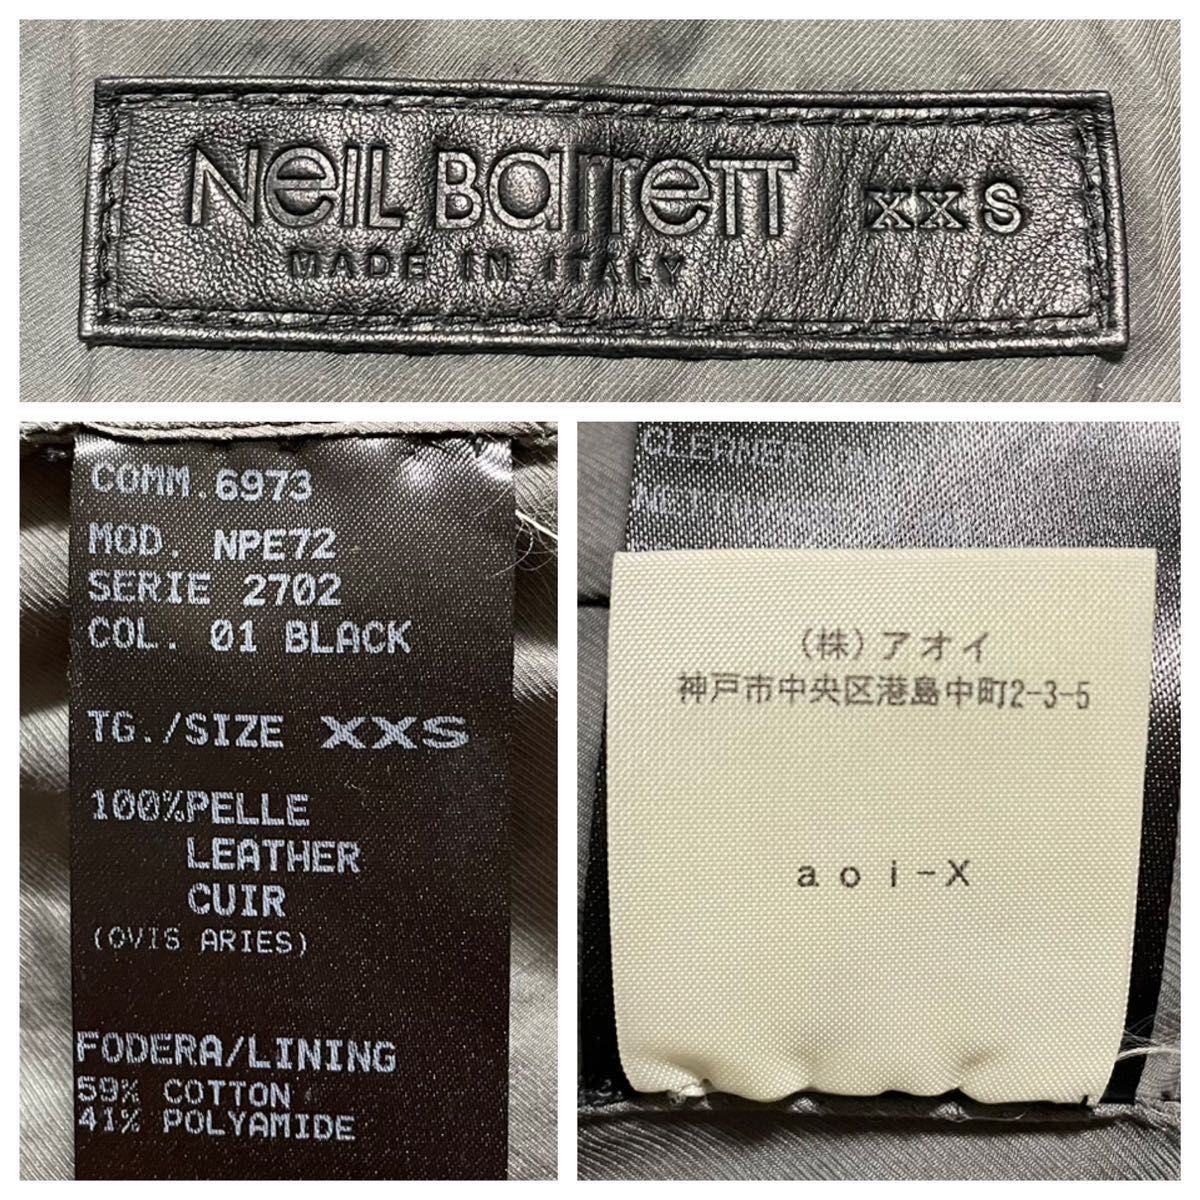 Neil Barrett XXS
MADE IN ITALY
COMM.6973
MOD. NPE72
SERIE 2702
COL. 01 BLACK
TG./SIZE XXS
100%PELLE
LEATHER
CUIR
(OVIS ARIES)
FODERA/LINING
59% COTTON
41% POLYAMIDE
CLEANER
(株)アオイ
神戸市中央区港島中町2-3-5
aoi-X